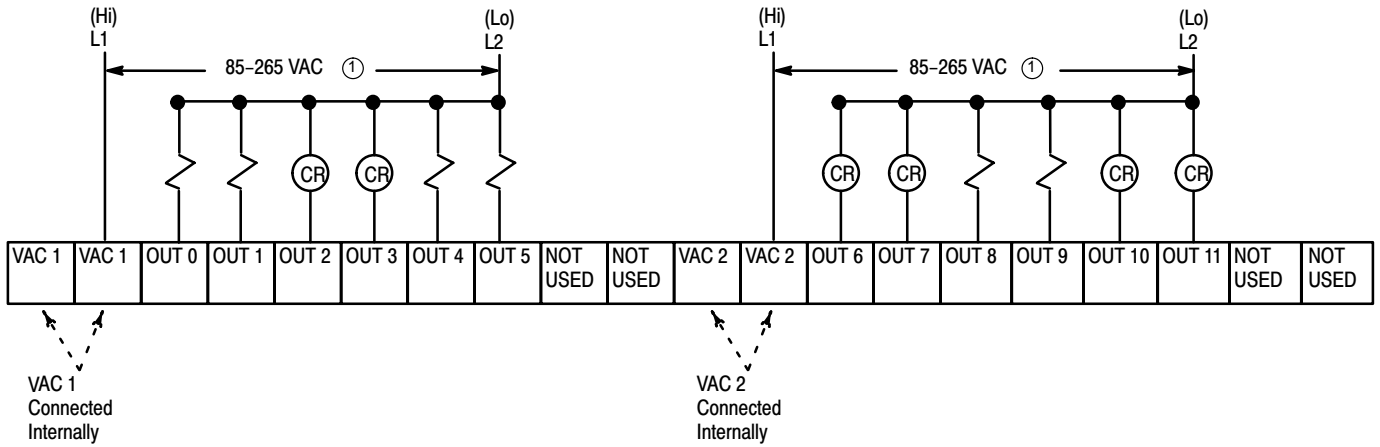 (Hi) (Lo) (Hi) (Lo)
L1 L2 L1 L2
85–265 VAC ① 85–265 VAC ①
CR CR CR CR CR CR
VAC 1 VAC 1 OUT 0 OUT 1 OUT 2 OUT 3 OUT 4 OUT 5 NOT NOT VAC 2 VAC 2 OUT 6 OUT 7 OUT 8 OUT 9 OUT 10 OUT 11 NOT NOT
USED USED USED USED
VAC 1 VAC 2
Connected Connected
Internally Internally